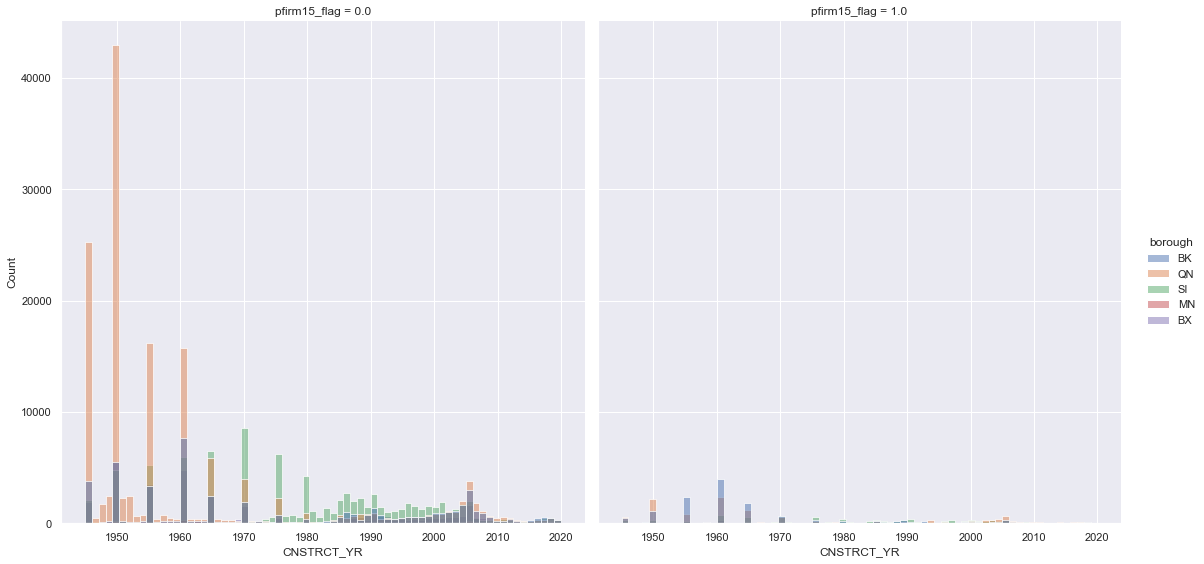 pfirm15_flag = 0.0
pfirm15_flag = 1.0
40000
30000
20000
10000
0
Count
1950 1960 1970 1980 1990 2000 2010 2020
CNSTRCT_YR
1950 1960 1970 1980 1990 2000 2010 2020
CNSTRCT_YR
borough
BK
QN
SI
MN
BX